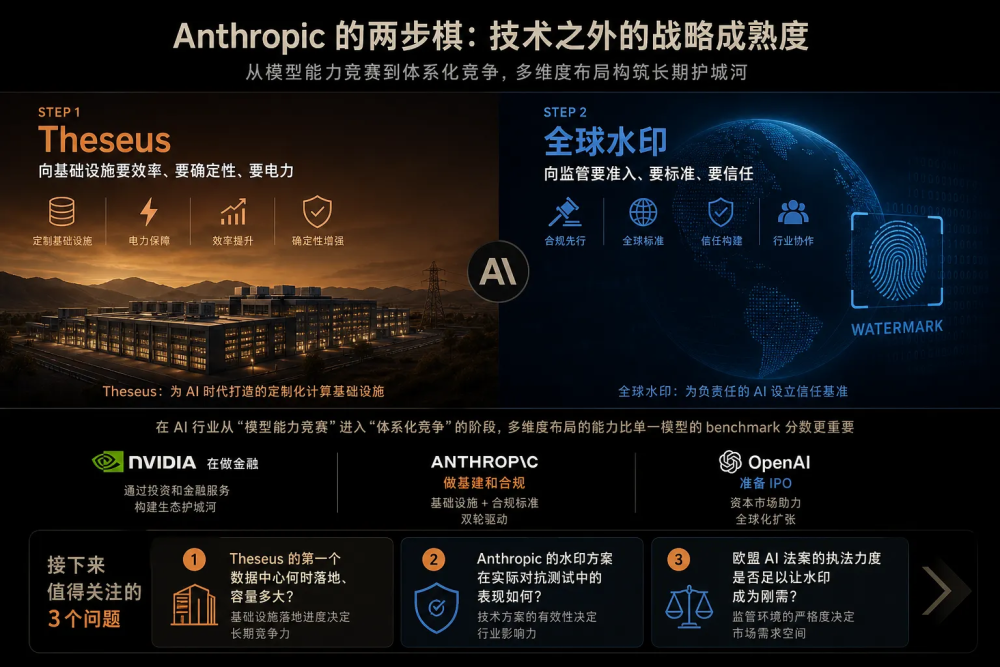 Anthropic 的两步棋：技术之外的战略成熟度
从模型能力竞赛到体系化竞争，多维度布局构筑长期护城河
STEP 1
Theseus
向基础设施要效率、要确定性、要电力
定制基础设施
电力保障
效率提升
确定性增强
Theseus：为 AI 时代打造的定制化计算基础设施
A\
STEP 2
全球水印
向监管要准入、要标准、要信任
合规先行
全球标准
信任构建
行业协作
WATERMARK
全球水印：为负责任的 AI 设立信任基准
在 AI 行业从“模型能力竞赛”进入“体系化竞争”的阶段，多维度布局的能力比单一模型的 benchmark 分数更重要
NVIDIA 在做金融
通过投资和金融服务
构建生态护城河
ANTHROP\C
做基建和合规
基础设施 + 合规标准
双轮驱动
OpenAI
准备 IPO
资本市场助力
全球化扩张
接下来
值得关注的
3 个问题
1
Theseus 的第一个
数据中心何时落地、
容量多大？
基础设施落地进度决定
长期竞争力
2
Anthropic 的水印方案
在实际对抗测试中的
表现如何？
技术方案的有效性决定
行业影响力
3
欧盟 AI 法案的执法力度
是否足以让水印
成为刚需？
监管环境的严格度决定
市场需求空间